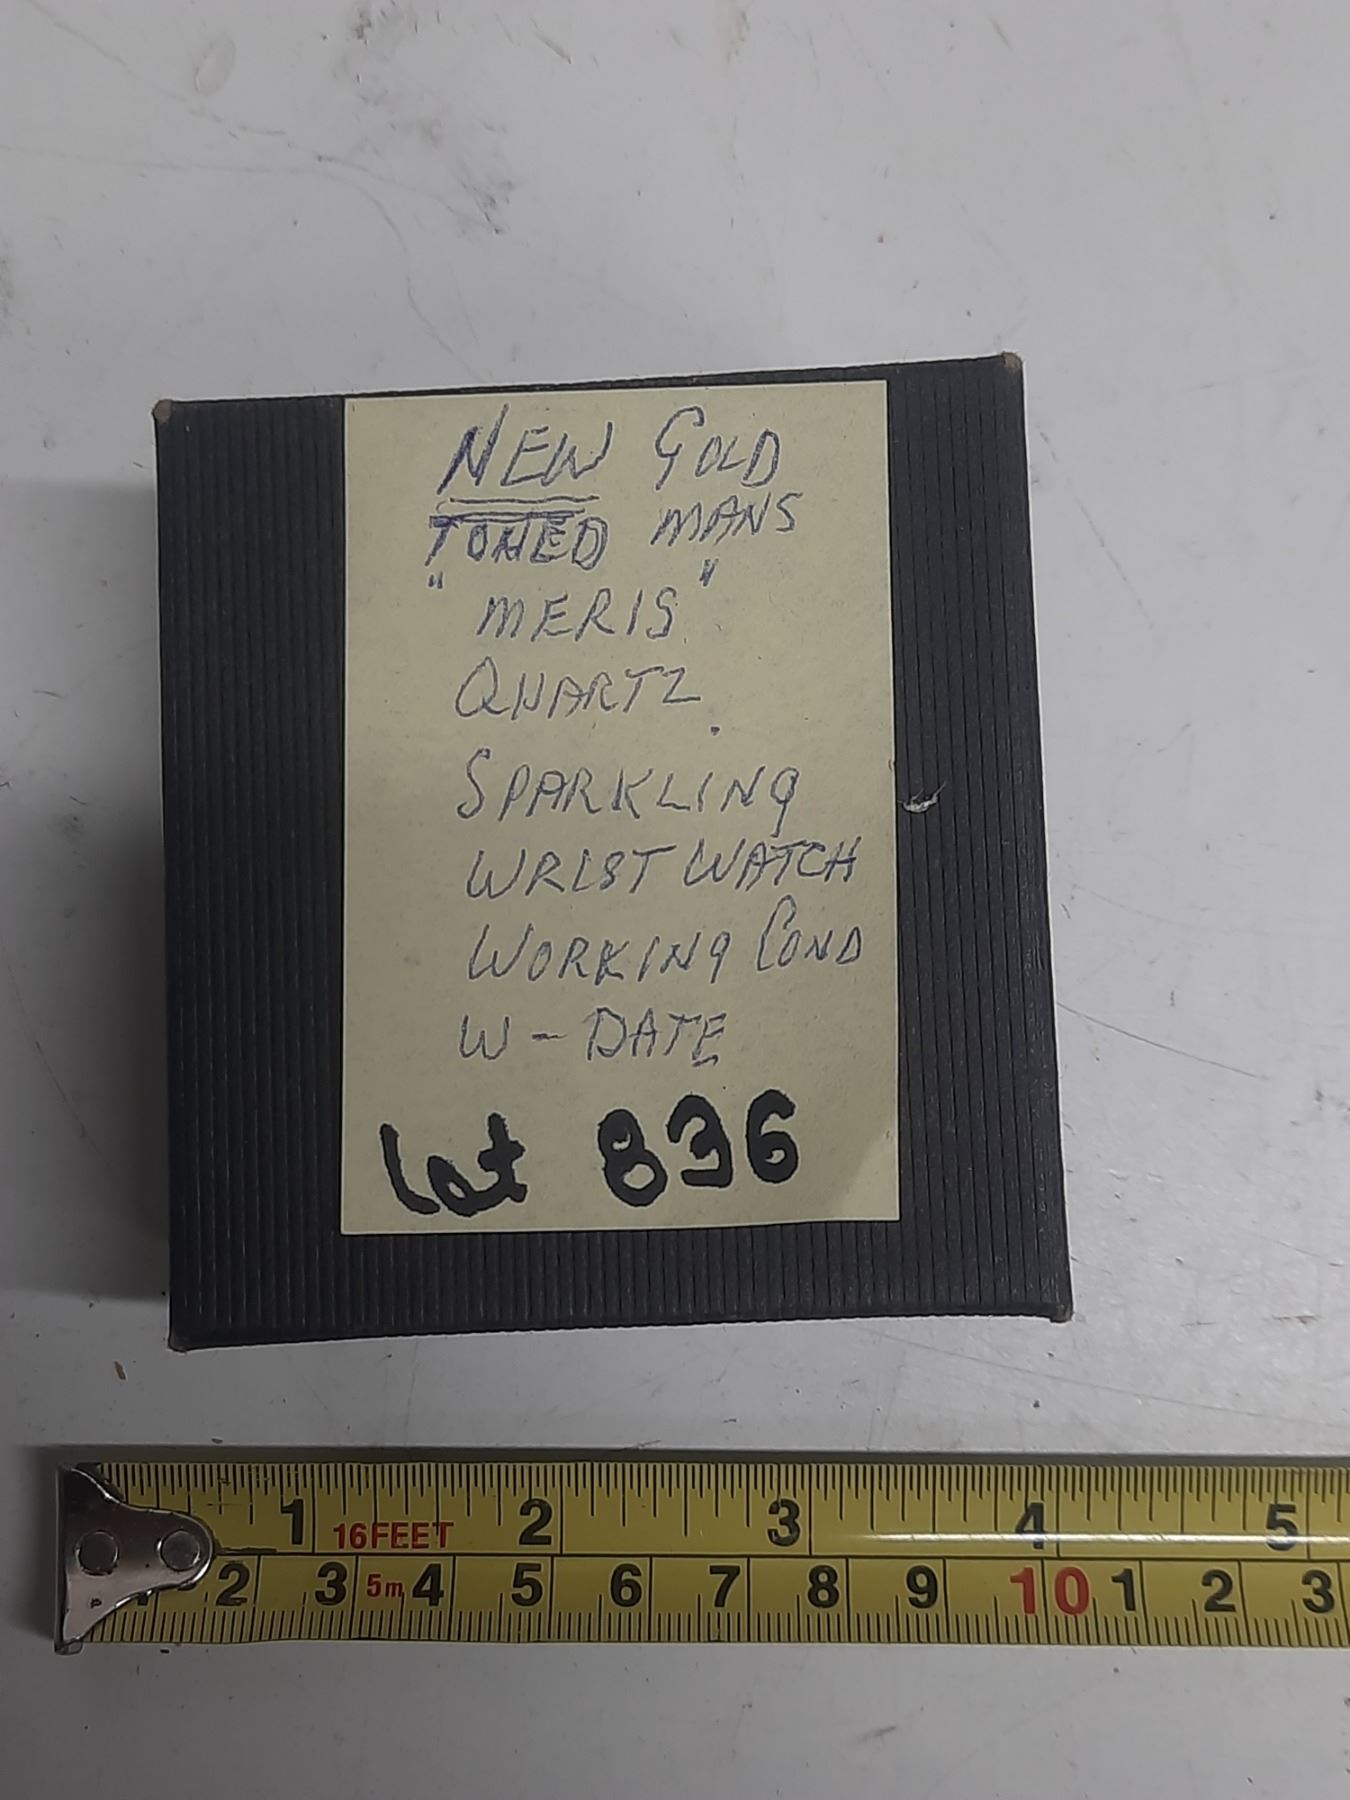 NEW GOLD
TONED MANS
"MERIS"
QUARTZ.
SPARKLING
WRIST WATCH
WORKING COND
W-DATE
Lot 836
1 16FEET 2 3 4 5
1 2 3 5m 4 5 6 7 8 9 10 1 2 3